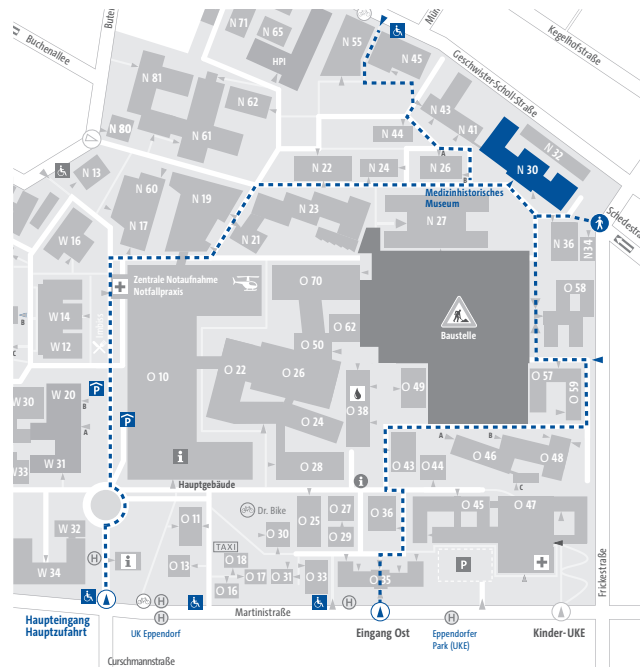 Buchenallee
N 71
N 65
HPI
N 55
N 45
Geschwister-Scholl-Straße
Kegelhofstraße
N 81
N 62
N 61
N 80
N 43
N 41
N 44
N 32
N 30
N 13
N 22
N 24
N 26
A
B
Medizinhistorisches
Museum
N 60
N 19
N 17
N 23
N 21
N 27
N 36
N34
W 16
Zentrale Notaufnahme
Notfallpraxis
O 70
O 58
W 14
W 12
B
C
O 62
O 50
Baustelle
O 10
O 22
O 26
O 24
O 28
O 38
O 49
O 57
O 59
W 30
W 20
B
A
W 31
W33
P
P
i
Hauptgebäude
i
O 43
O 44
A
O 46
B
O 48
C
O 11
Dr. Bike
O 25
O 27
O 29
O 36
O 45
O 47
W 32
W 34
H
i
O 13
O 30
TAXI
O 18
O 17
O 16
O 31
O 33
O 35
P
Frickestraße
H
H
H
H
Martinistraße
Haupteingang
Hauptzufahrt
UK Eppendorf
Eingang Ost
Eppendorfer
Park (UKE)
Kinder-UKE
Curschmannstraße